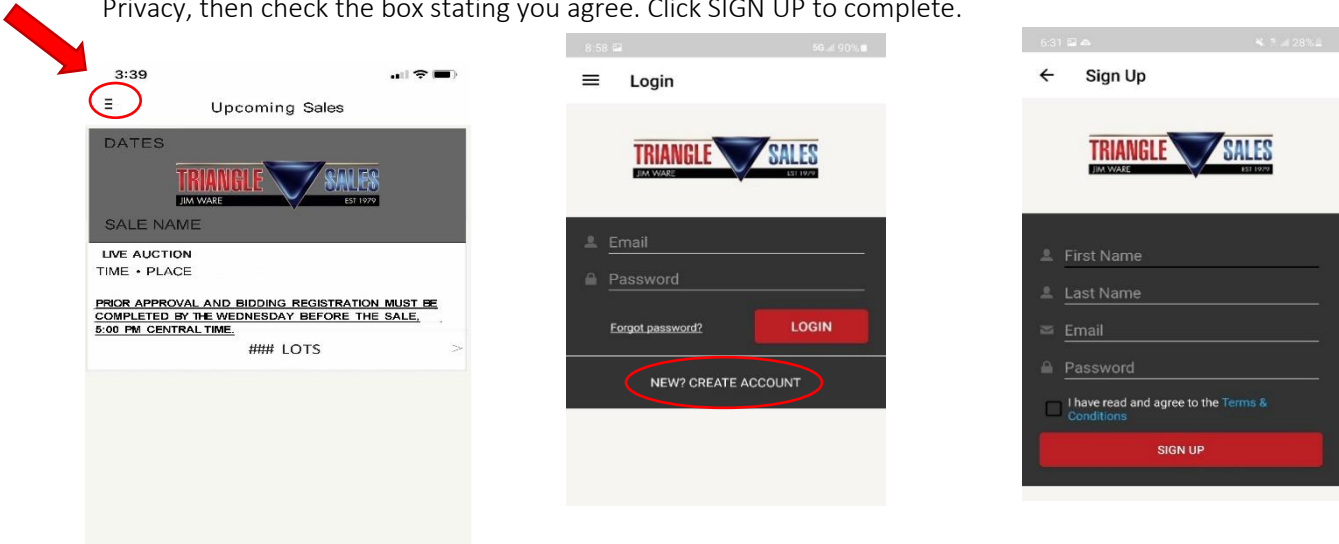 Privacy, then check the box stating you agree. Click SIGN UP to complete.
3:39
Upcoming Sales
DATES
TRIANGLE SALES
JIM WARE EST 1979
SALE NAME
LIVE AUCTION
TIME • PLACE
PRIOR APPROVAL AND BIDDING REGISTRATION MUST BE
COMPLETED BY THE WEDNESDAY BEFORE THE SALE,
5:00 PM CENTRAL TIME.
### LOTS >
8:58 5G 90%
Login
TRIANGLE SALES
JIM WARE EST 1979
Email
Password
Forgot password? LOGIN
NEW? CREATE ACCOUNT
6:31 28%
Sign Up
TRIANGLE SALES
JIM WARE EST 1979
First Name
Last Name
Email
Password
I have read and agree to the Terms &
Conditions
SIGN UP